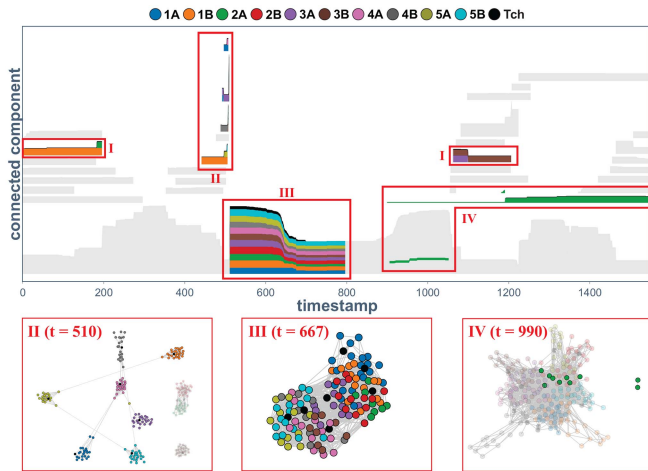 1A 1B 2A 2B 3A 3B 4A 4B 5A 5B Tch
connected component
I
II
III
I
IV
0 200 400 600 800 1000 1200 1400
timestamp
II (t = 510)
III (t = 667)
IV (t = 990)